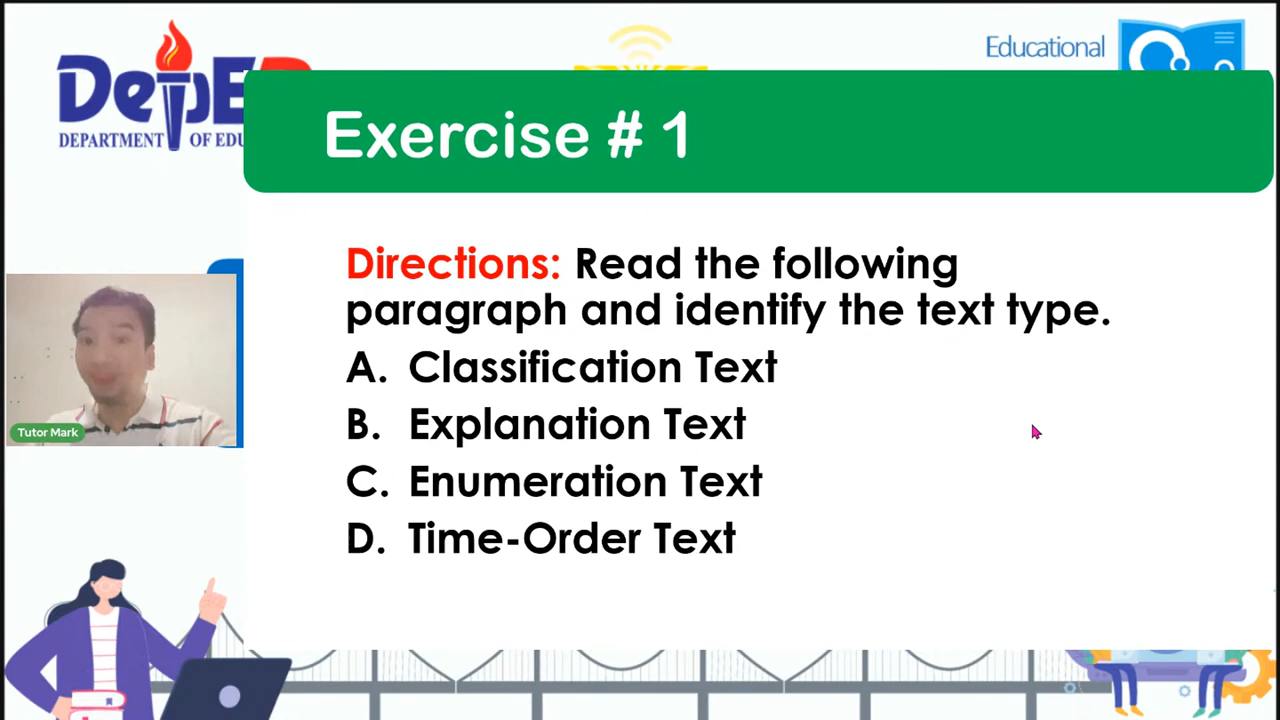 DepED
DEPARTMENT OF EDU
Educational
Exercise # 1
Directions: Read the following
paragraph and identify the text type.
A. Classification Text
B. Explanation Text
C. Enumeration Text
D. Time-Order Text
Tutor Mark